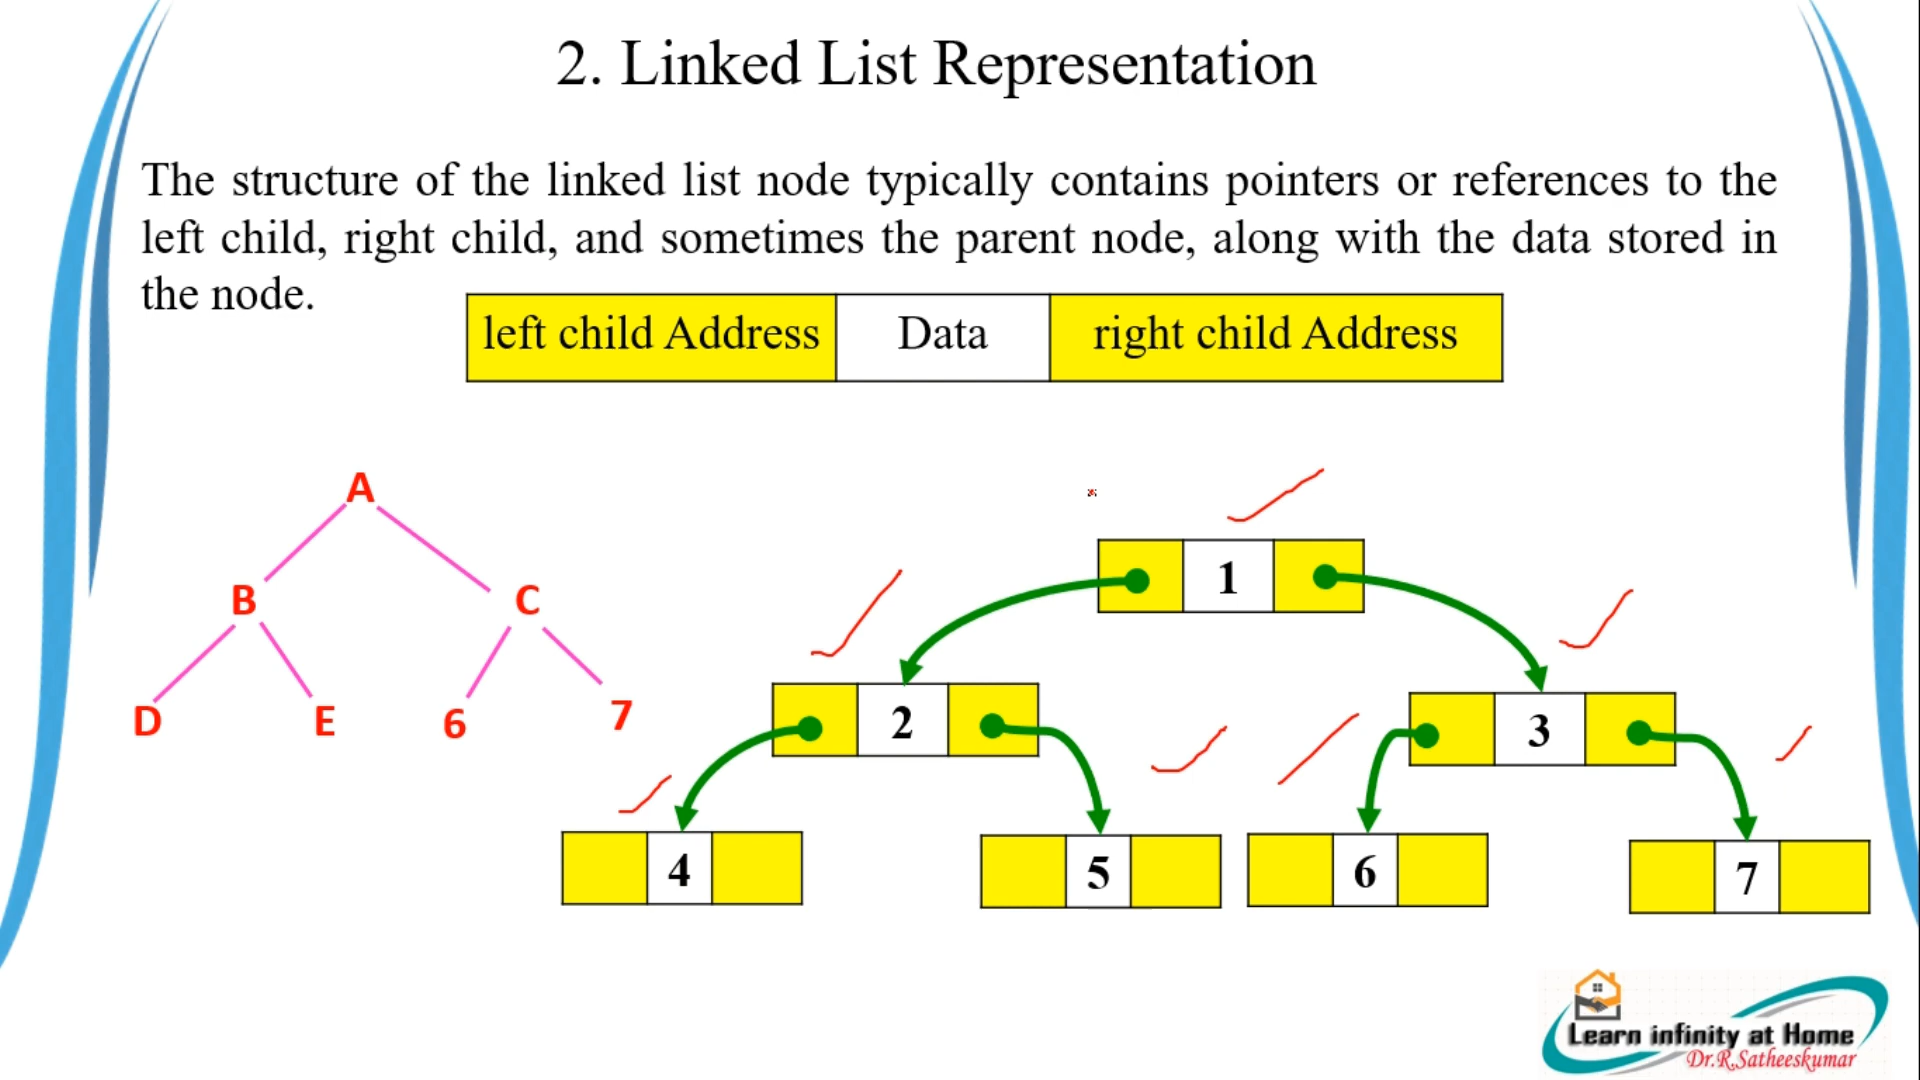 2. Linked List Representation
The structure of the linked list node typically contains pointers or references to the
left child, right child, and sometimes the parent node, along with the data stored in
the node.
left child Address Data right child Address
A
B C
D E 6 7
1
2 3
4 5 6 7
Learn infinity at Home
Dr.R.Satheeskumar